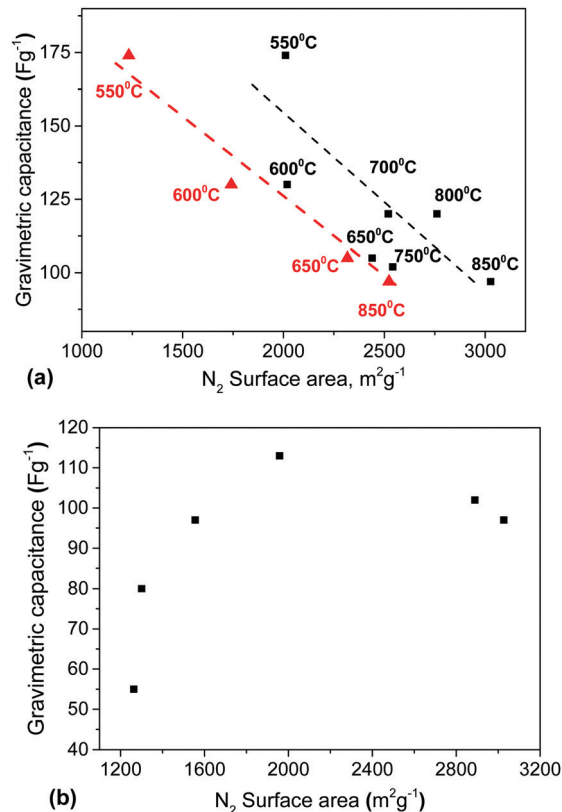 175
150
125
100
Gravimetric capacitance (Fg⁻¹)
550⁰C
550⁰C
600⁰C
600⁰C
700⁰C
800⁰C
650⁰C
650⁰C
750⁰C
850⁰C
850⁰C
1000 1500 2000 2500 3000
(a)
N₂ Surface area, m²g⁻¹
120
110
100
90
80
70
60
50
40
Gravimetric capacitance (Fg⁻¹)
1200 1600 2000 2400 2800 3200
(b)
N₂ Surface area (m²g⁻¹)